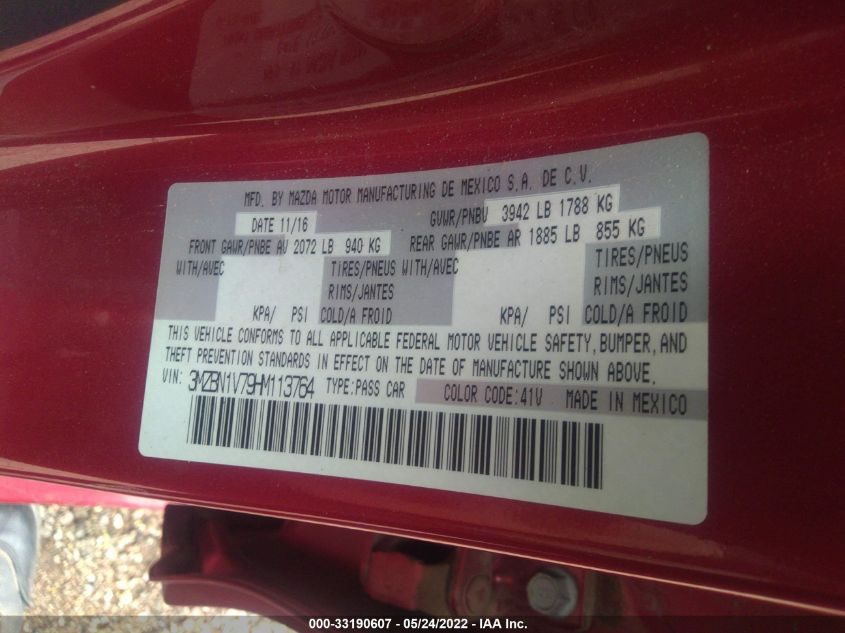 MFD. BY MAZDA MOTOR MANUFACTURING DE MEXICO S.A. DE C.V.
DATE 11/16 GVWR/PNBV 3942 LB 1788 KG
FRONT GAWR/PNBE AV 2072 LB 940 KG REAR GAWR/PNBE AR 1885 LB 855 KG
WITH/AVEC TIRES/PNEUS WITH/AVEC TIRES/PNEUS
RIMS/JANTES RIMS/JANTES
KPA/ PSI COLD/A FROID KPA/ PSI COLD/A FROID
THIS VEHICLE CONFORMS TO ALL APPLICABLE FEDERAL MOTOR VEHICLE SAFETY, BUMPER, AND
THEFT PREVENTION STANDARDS IN EFFECT ON THE DATE OF MANUFACTURE SHOWN ABOVE.
VIN: 3MZBN1V79HM113764 TYPE:PASS CAR COLOR CODE:41V MADE IN MEXICO
000-33190607 - 05/24/2022 - IAA Inc.